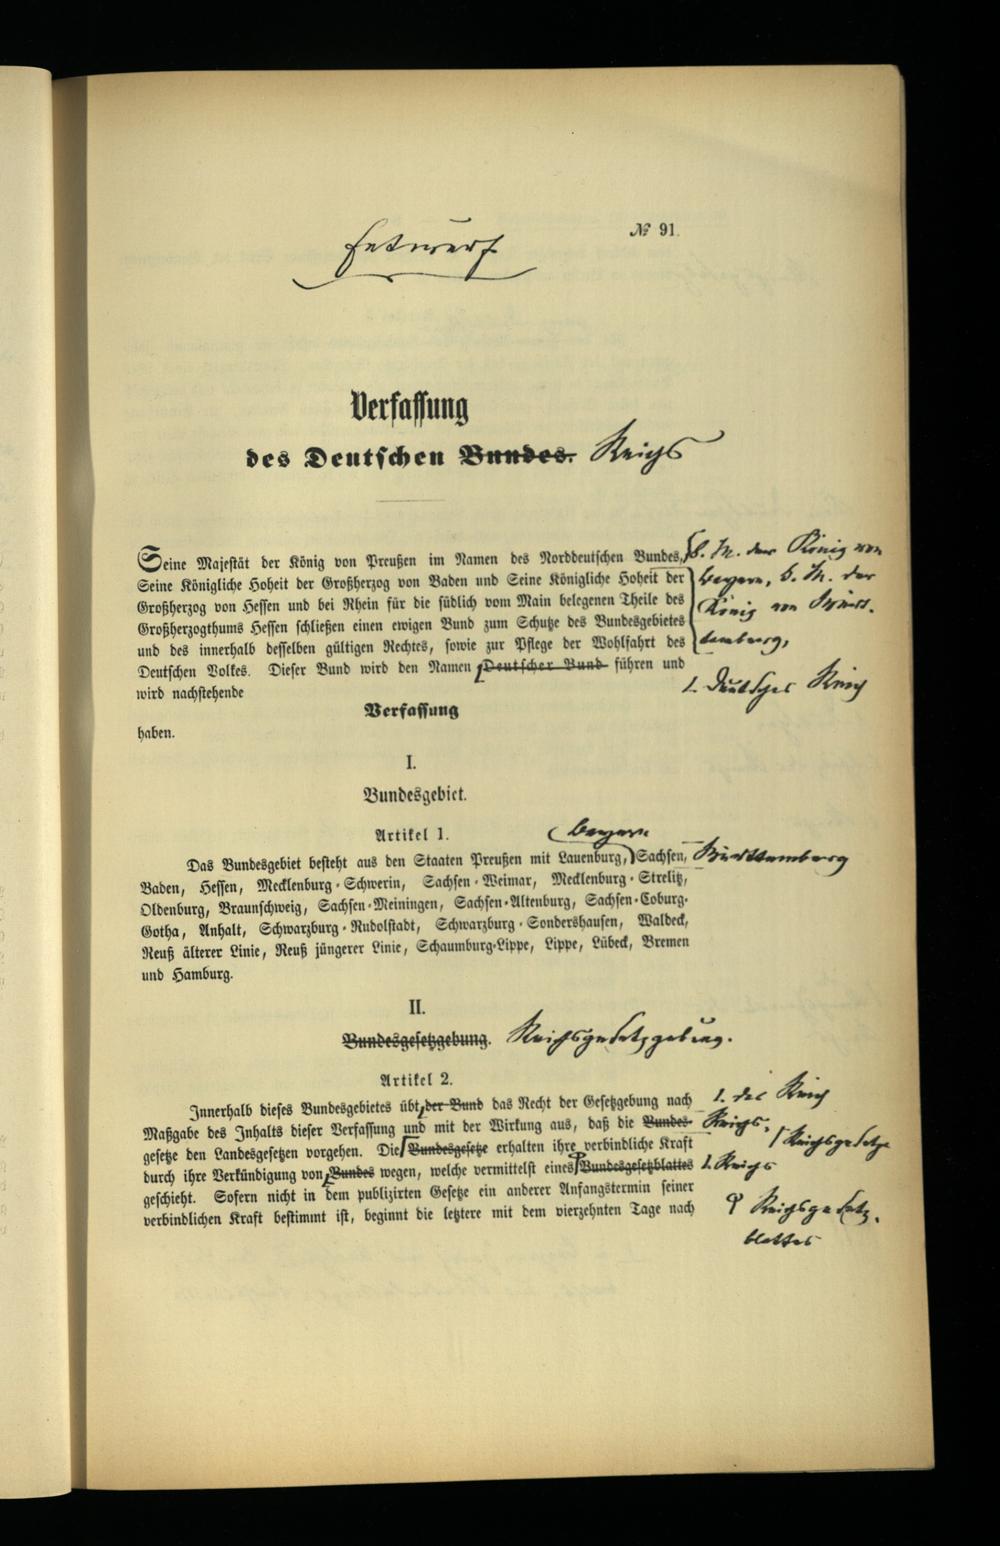 № 91.
Entwurf
Verfassung
des Deutschen Bundes. Reichs
Seine Majestät der König von Preußen im Namen des Norddeutschen Bundes, S. M. der König von
Seine Königliche Hoheit der Großherzog von Baden und Seine Königliche Hoheit der Bayern, S. M. der
Großherzog von Hessen und bei Rhein für die südlich vom Main belegenen Theile des König von Würt-
Großherzogthums Hessen schließen einen ewigen Bund zum Schutze des Bundesgebietes temberg,
und des innerhalb desselben gültigen Rechtes, sowie zur Pflege der Wohlfahrt des
Deutschen Volkes. Dieser Bund wird den Namen Deutscher Bund führen und Deutsches Reich
wird nachstehende
Verfassung
haben.
I.
Bundesgebiet.
Artikel 1. Bayern
Das Bundesgebiet besteht aus den Staaten Preußen mit Lauenburg, Sachsen, Württemberg
Baden, Hessen, Mecklenburg-Schwerin, Sachsen-Weimar, Mecklenburg-Strelitz,
Oldenburg, Braunschweig, Sachsen-Meiningen, Sachsen-Altenburg, Sachsen-Coburg-
Gotha, Anhalt, Schwarzburg-Rudolstadt, Schwarzburg-Sondershausen, Waldeck,
Reuß älterer Linie, Reuß jüngerer Linie, Schaumburg-Lippe, Lippe, Lübeck, Bremen
und Hamburg.
II.
Bundesgesetzgebung. Reichsgesetzgebung.
Artikel 2.
Innerhalb dieses Bundesgebietes übt der Bund das Recht der Gesetzgebung nach das Reich
Maßgabe des Inhalts dieser Verfassung und mit der Wirkung aus, daß die Bundes- Reichs-
gesetze den Landesgesetzen vorgehen. Die Bundesgesetze erhalten ihre verbindliche Kraft Reichsgesetze
durch ihre Verkündigung von Bundes wegen, welche vermittelst eines Bundesgesetzblattes Reichs
geschieht. Sofern nicht in dem publizirten Gesetze ein anderer Anfangstermin seiner
verbindlichen Kraft bestimmt ist, beginnt die letztere mit dem vierzehnten Tage nach Reichsgesetz-
blattes